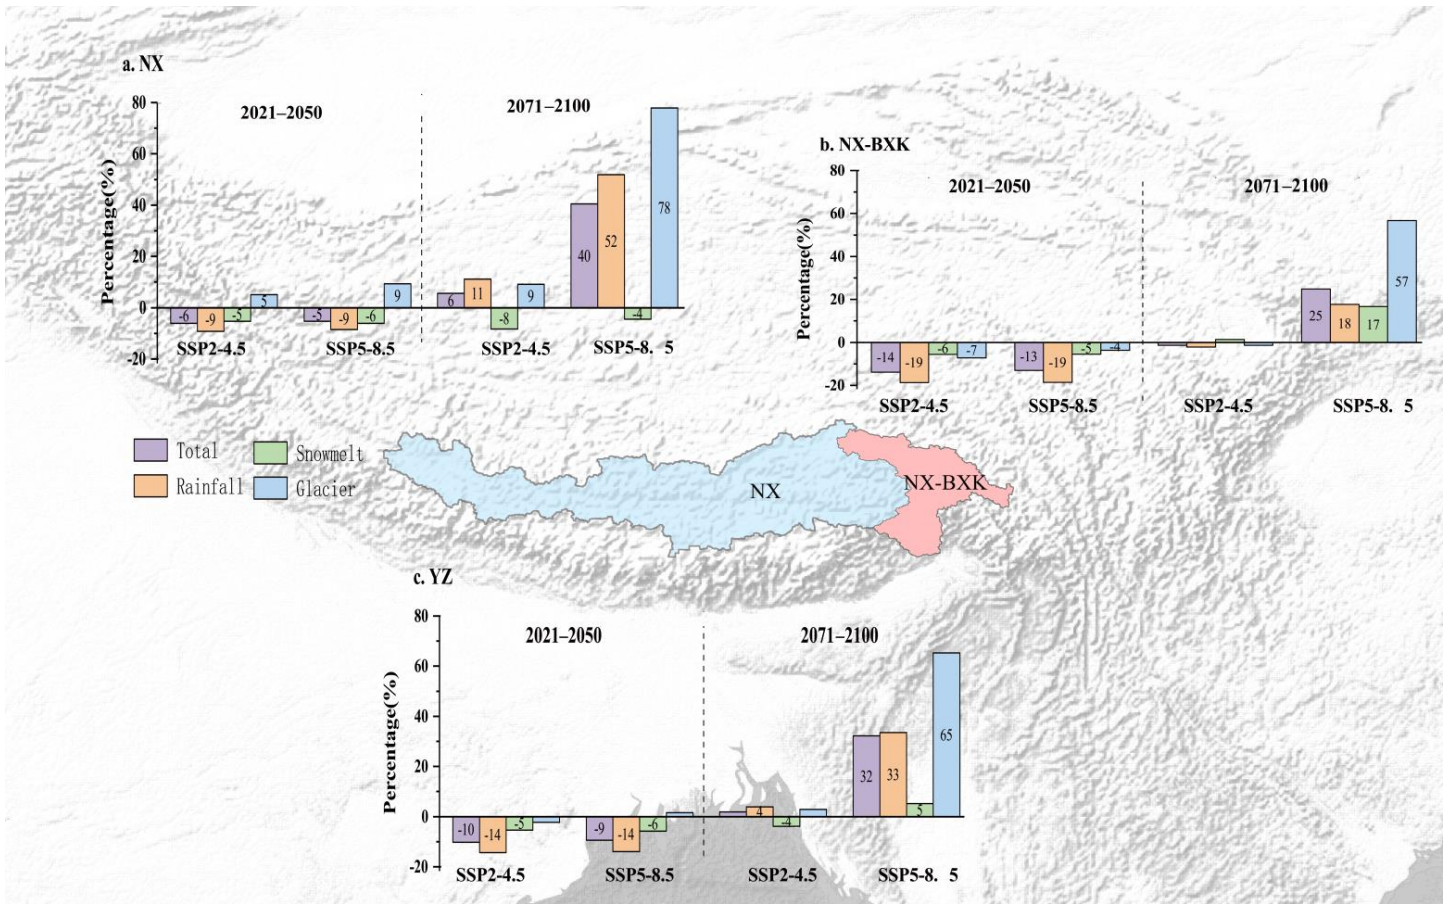 a. NX
2021–2050
2071–2100
Percentage(%)
80
60
40
20
0
-20
-6
-9
-5
5
-5
-9
-6
9
6
11
-8
9
40
52
-4
78
SSP2-4.5
SSP5-8.5
SSP2-4.5
SSP5-8. 5
b. NX-BXK
2021–2050
2071–2100
Percentage(%)
80
60
40
20
0
-20
-14
-19
-6
-7
-13
-19
-5
-4
25
18
17
57
SSP2-4.5
SSP5-8.5
SSP2-4.5
SSP5-8. 5
Total
Snowmelt
Rainfall
Glacier
NX
NX-BXK
c. YZ
2021–2050
2071–2100
Percentage(%)
80
60
40
20
0
-20
-10
-14
-5
-9
-14
-6
4
-4
32
33
5
65
SSP2-4.5
SSP5-8.5
SSP2-4.5
SSP5-8. 5